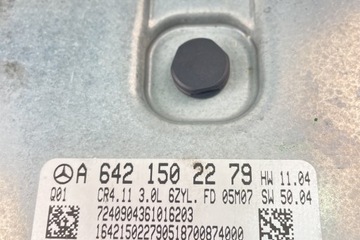 A 642 150 22 79 HW 11.04
Q01 CR4.11 3.0L 6ZYL. FD 05M07 SW 50.04
7240904361016203
164215022790518700874000